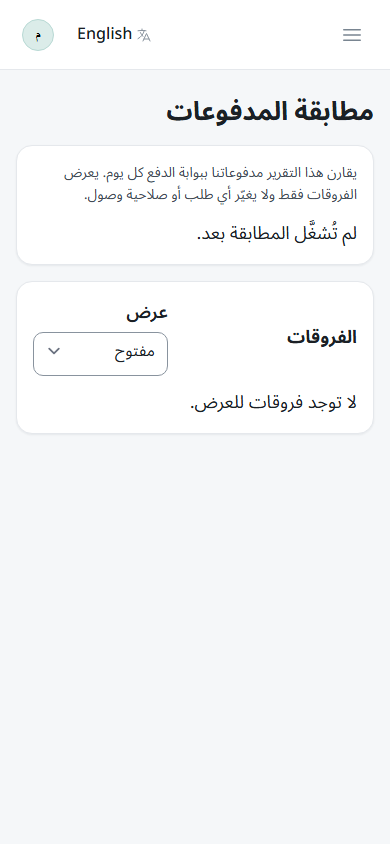 English
م
مطابقة المدفوعات
يقارن هذا التقرير مدفوعاتنا ببوابة الدفع كل يوم. يعرض
الفروقات فقط ولا يغيّر أي طلب أو صلاحية وصول.
لم تُشغَّل المطابقة بعد.
عرض
الفروقات
مفتوح
لا توجد فروقات للعرض.